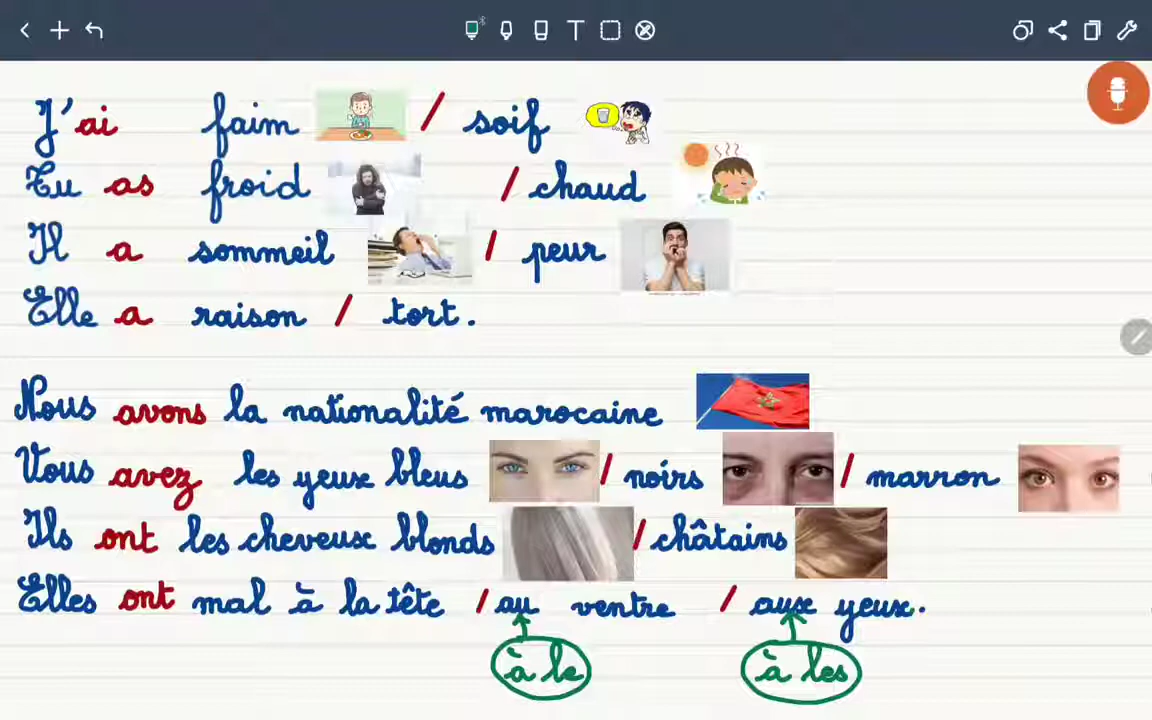 J'ai faim / soif
Tu as froid / chaud
Il a sommeil / peur
Elle a raison / tort.
Nous avons la nationalité marocaine
Vous avez les yeux bleus / noirs / marron
Ils ont les cheveux blonds / châtains
Elles ont mal à la tête / au ventre / aux yeux.
à le à les